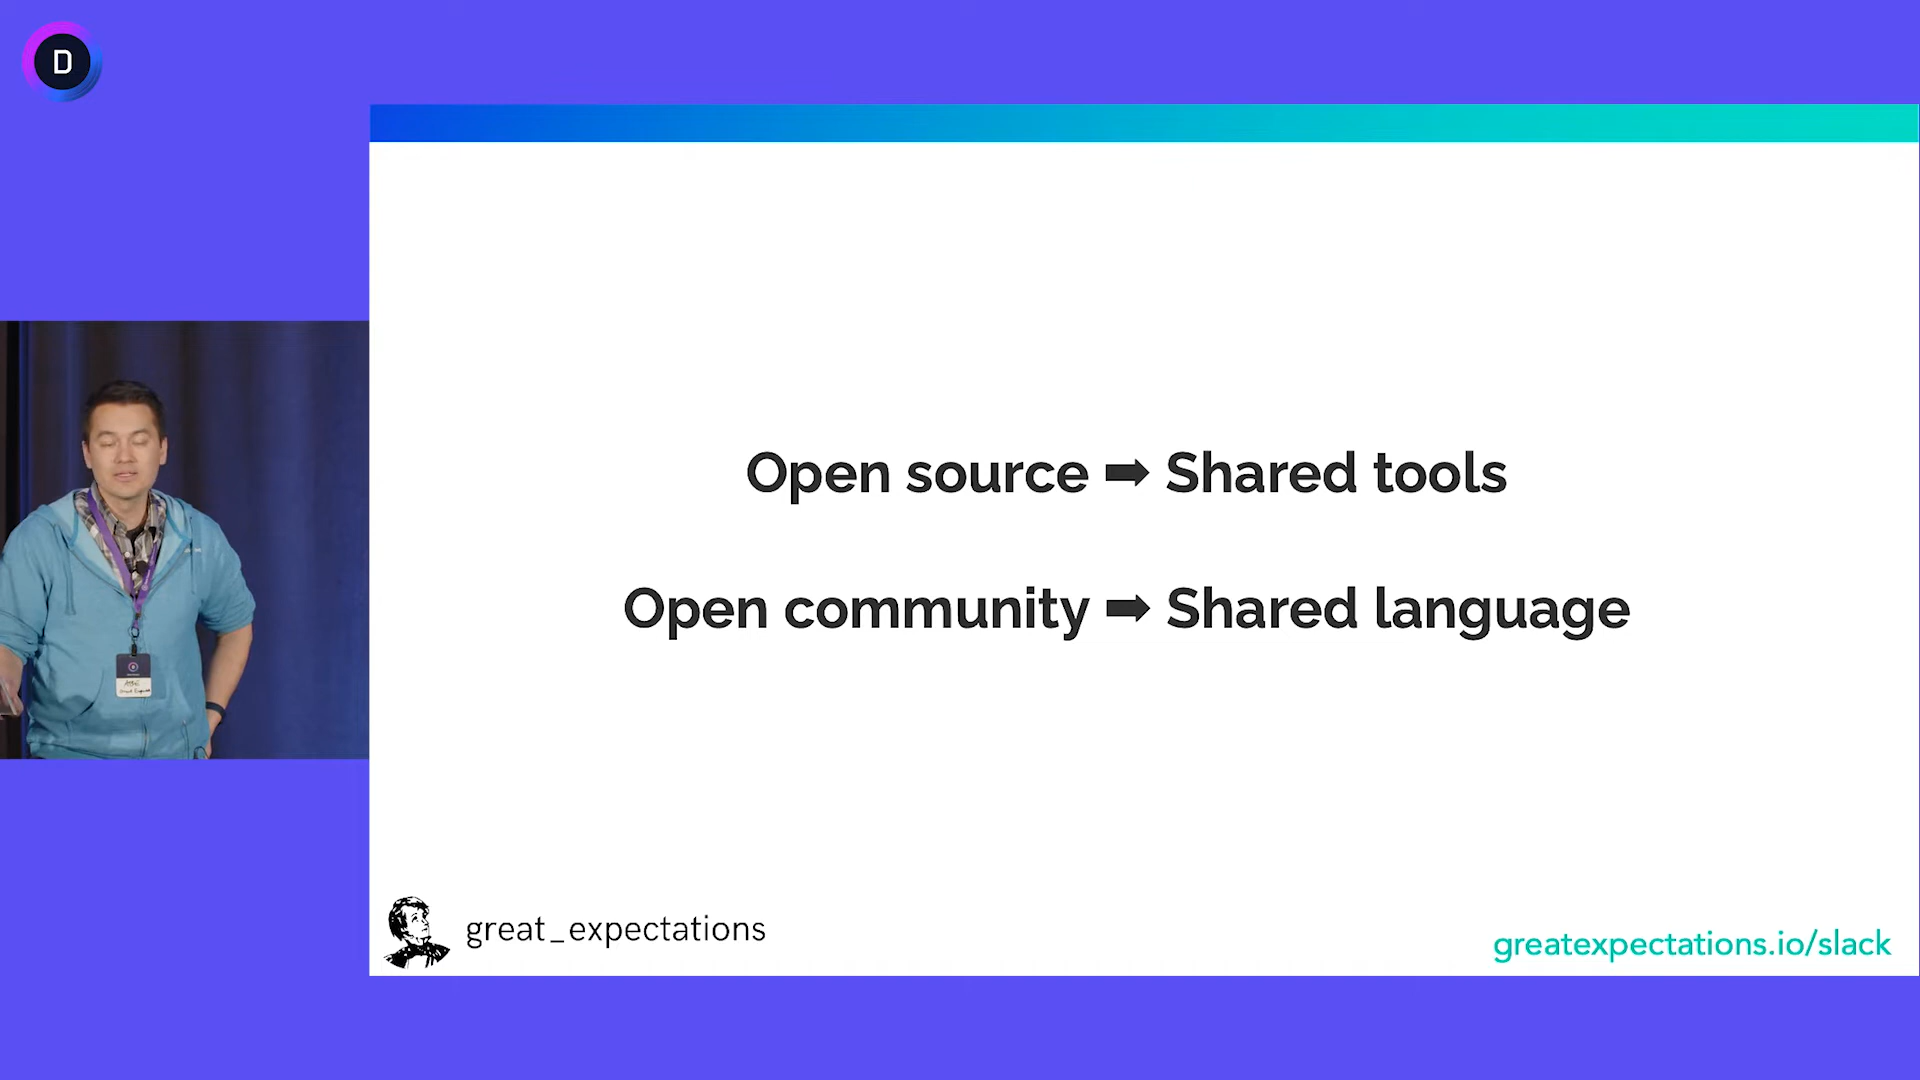 D
Open source ➡ Shared tools
Open community ➡ Shared language
great_expectations
greatexpectations.io/slack